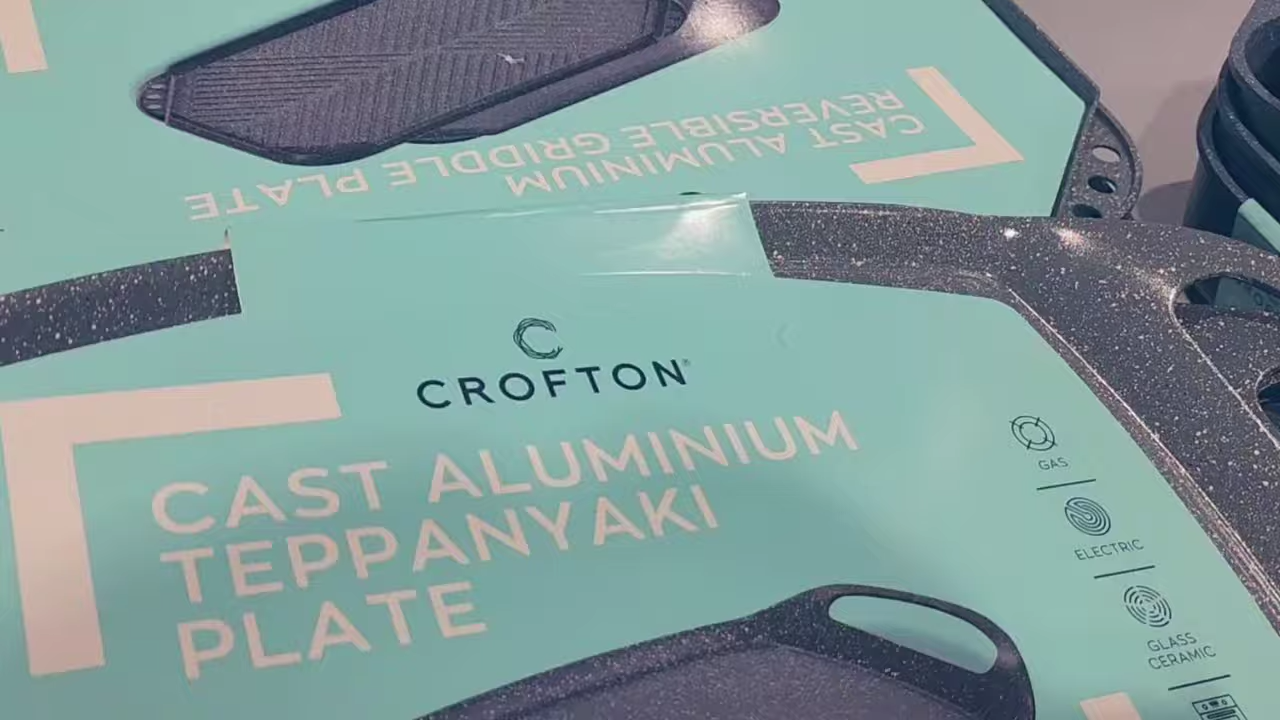 CAST ALUMINIUM
REVERSIBLE GRIDDLE PLATE
CROFTON®
CAST ALUMINIUM
TEPPANYAKI
PLATE
GAS
ELECTRIC
GLASS
CERAMIC